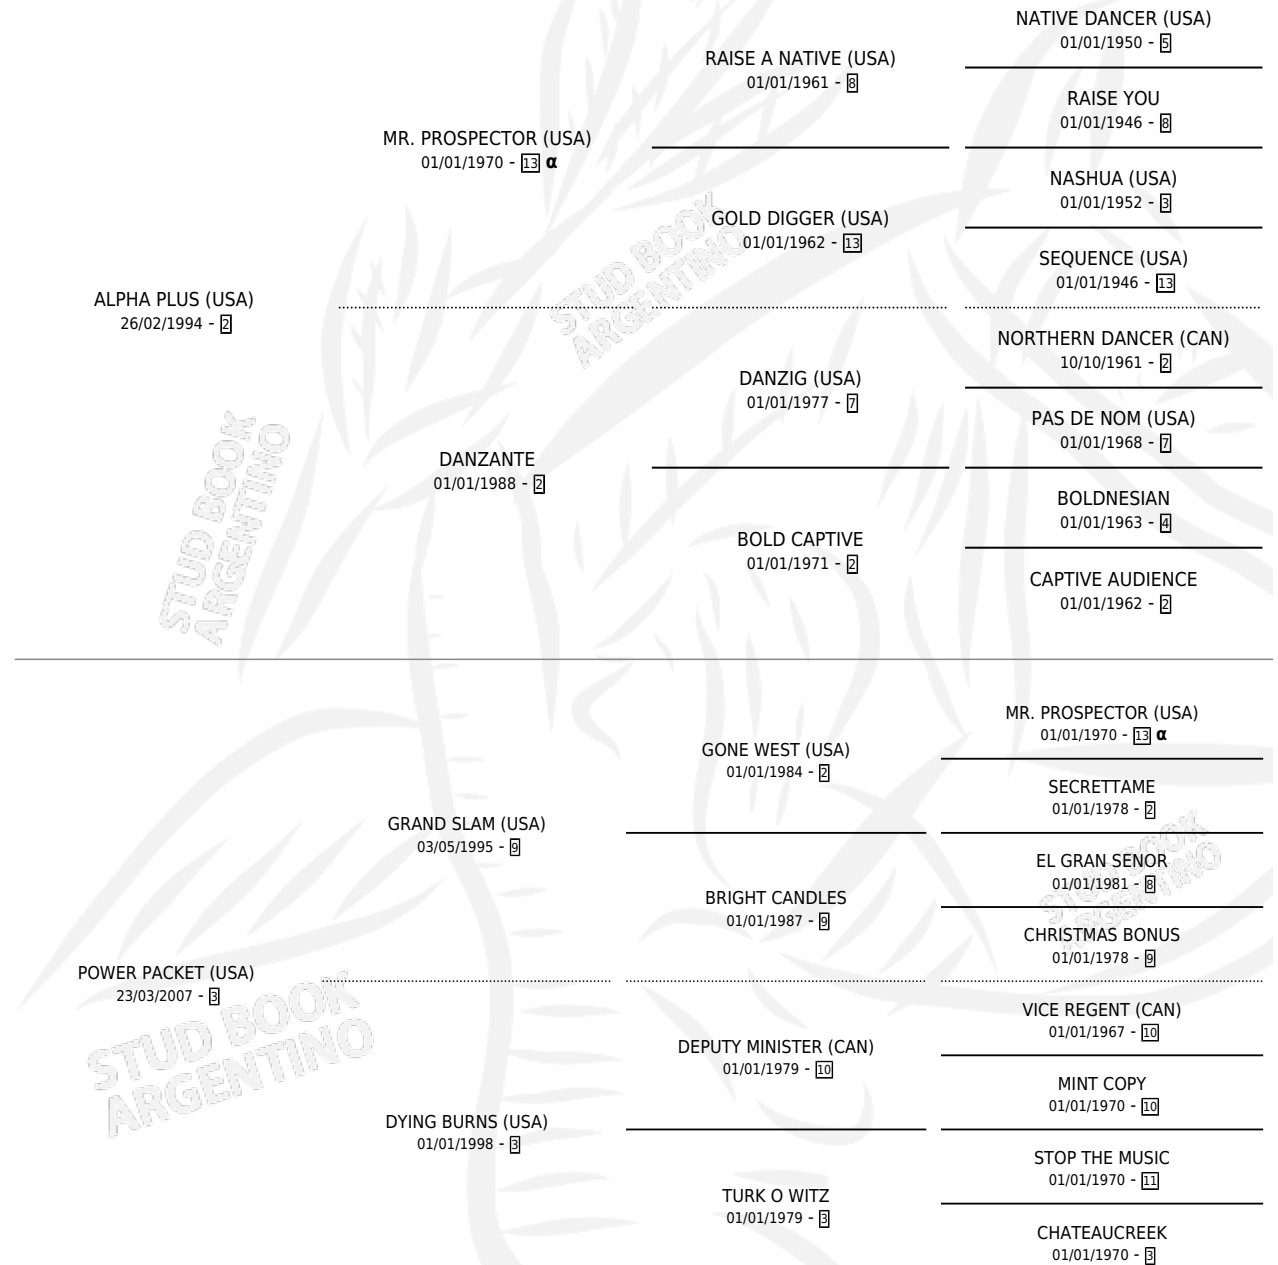 NATIVE DANCER (USA)
01/01/1950 - 5
RAISE A NATIVE (USA)
01/01/1961 - 8
RAISE YOU
01/01/1946 - 8
MR. PROSPECTOR (USA)
01/01/1970 - 13 α
NASHUA (USA)
01/01/1952 - 3
GOLD DIGGER (USA)
01/01/1962 - 13
SEQUENCE (USA)
01/01/1946 - 13
ALPHA PLUS (USA)
26/02/1994 - 2
NORTHERN DANCER (CAN)
10/10/1961 - 2
DANZIG (USA)
01/01/1977 - 7
PAS DE NOM (USA)
01/01/1968 - 7
DANZANTE
01/01/1988 - 2
BOLDNESIAN
01/01/1963 - 4
BOLD CAPTIVE
01/01/1971 - 2
CAPTIVE AUDIENCE
01/01/1962 - 2
MR. PROSPECTOR (USA)
01/01/1970 - 13 α
GONE WEST (USA)
01/01/1984 - 2
SECRETTAME
01/01/1978 - 2
GRAND SLAM (USA)
03/05/1995 - 9
EL GRAN SENOR
01/01/1981 - 8
BRIGHT CANDLES
01/01/1987 - 9
CHRISTMAS BONUS
01/01/1978 - 9
POWER PACKET (USA)
23/03/2007 - 3
VICE REGENT (CAN)
01/01/1967 - 10
DEPUTY MINISTER (CAN)
01/01/1979 - 10
MINT COPY
01/01/1970 - 10
DYING BURNS (USA)
01/01/1998 - 3
STOP THE MUSIC
01/01/1970 - 11
TURK O WITZ
01/01/1979 - 3
CHATEAUCREEK
01/01/1970 - 3
STUD BOOK
ARGENTINO
STUD BOOK
ARGENTINO
STUD BOOK
ARGENTINO
STUD BOOK
ARGENTINO